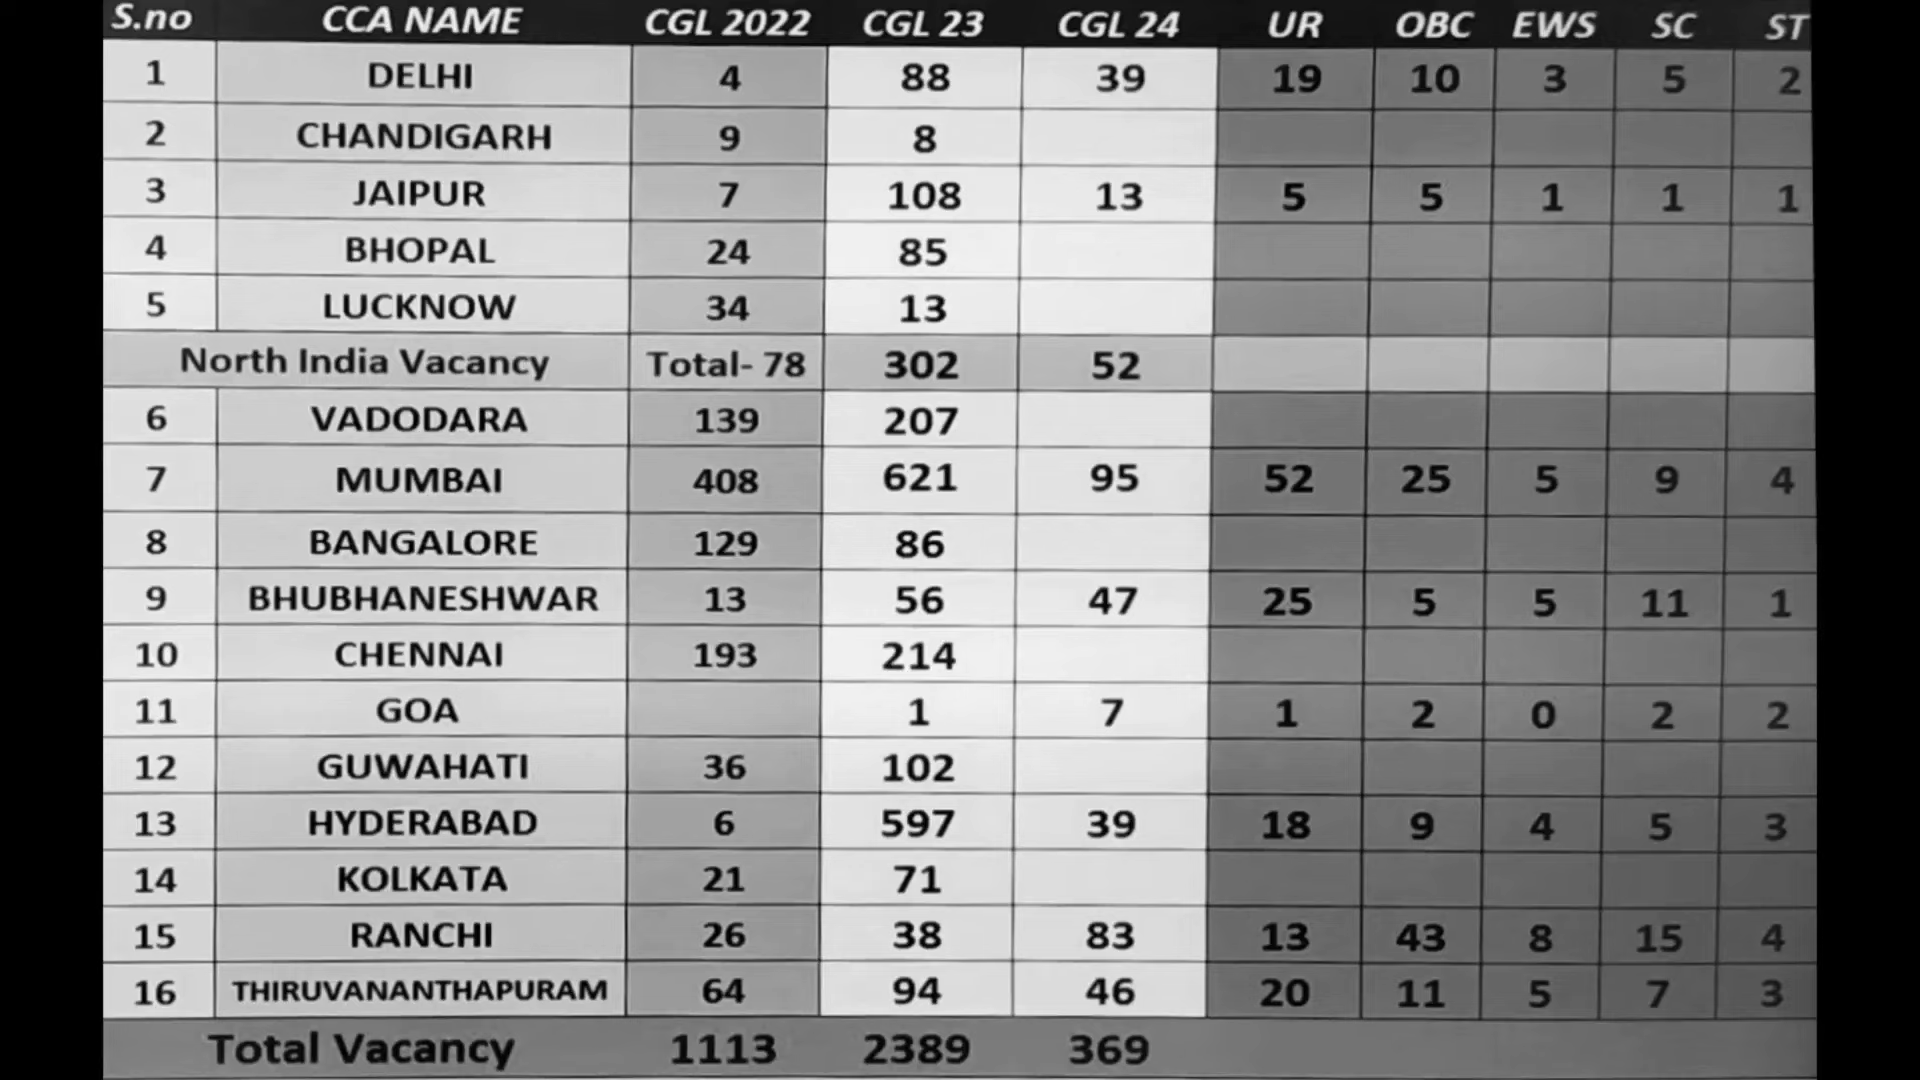 S.no CCA NAME CGL 2022 CGL 23 CGL 24 UR OBC EWS SC ST
1 DELHI 4 88 39 19 10 3 5 2
2 CHANDIGARH 9 8
3 JAIPUR 7 108 13 5 5 1 1 1
4 BHOPAL 24 85
5 LUCKNOW 34 13
North India Vacancy Total- 78 302 52
6 VADODARA 139 207
7 MUMBAI 408 621 95 52 25 5 9 4
8 BANGALORE 129 86
9 BHUBHANESHWAR 13 56 47 25 5 5 11 1
10 CHENNAI 193 214
11 GOA 1 7 1 2 0 2 2
12 GUWAHATI 36 102
13 HYDERABAD 6 597 39 18 9 4 5 3
14 KOLKATA 21 71
15 RANCHI 26 38 83 13 43 8 15 4
16 THIRUVANANTHAPURAM 64 94 46 20 11 5 7 3
Total Vacancy 1113 2389 369